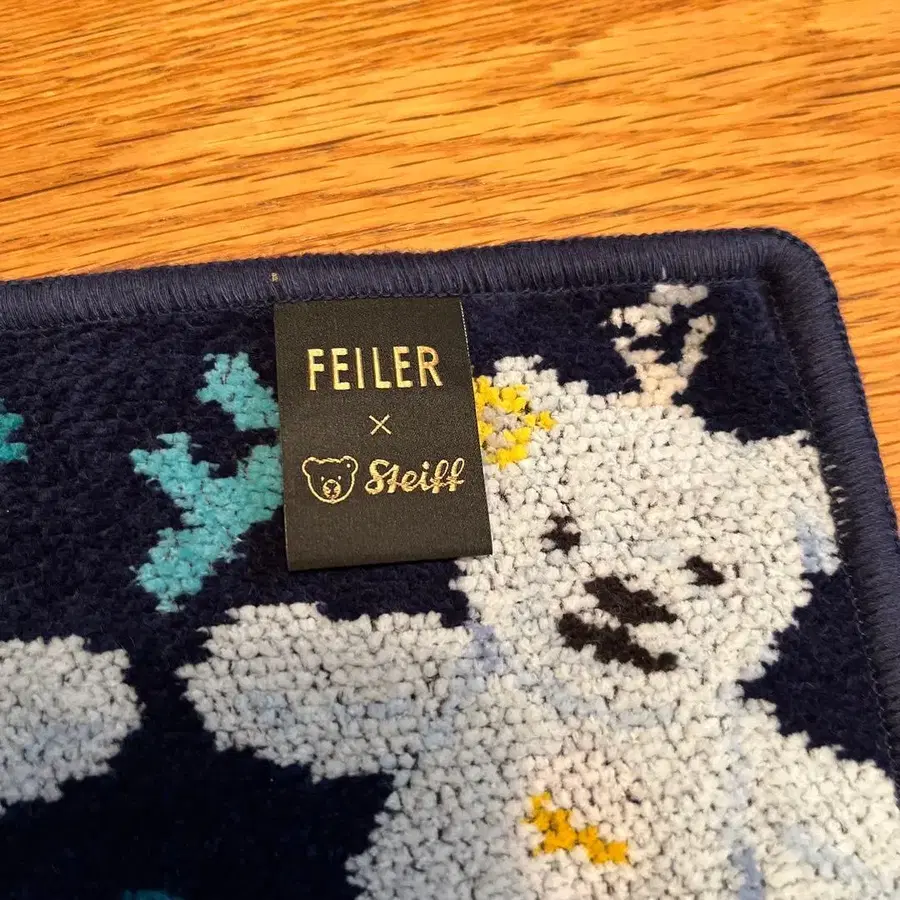 FEILER
×
Steiff